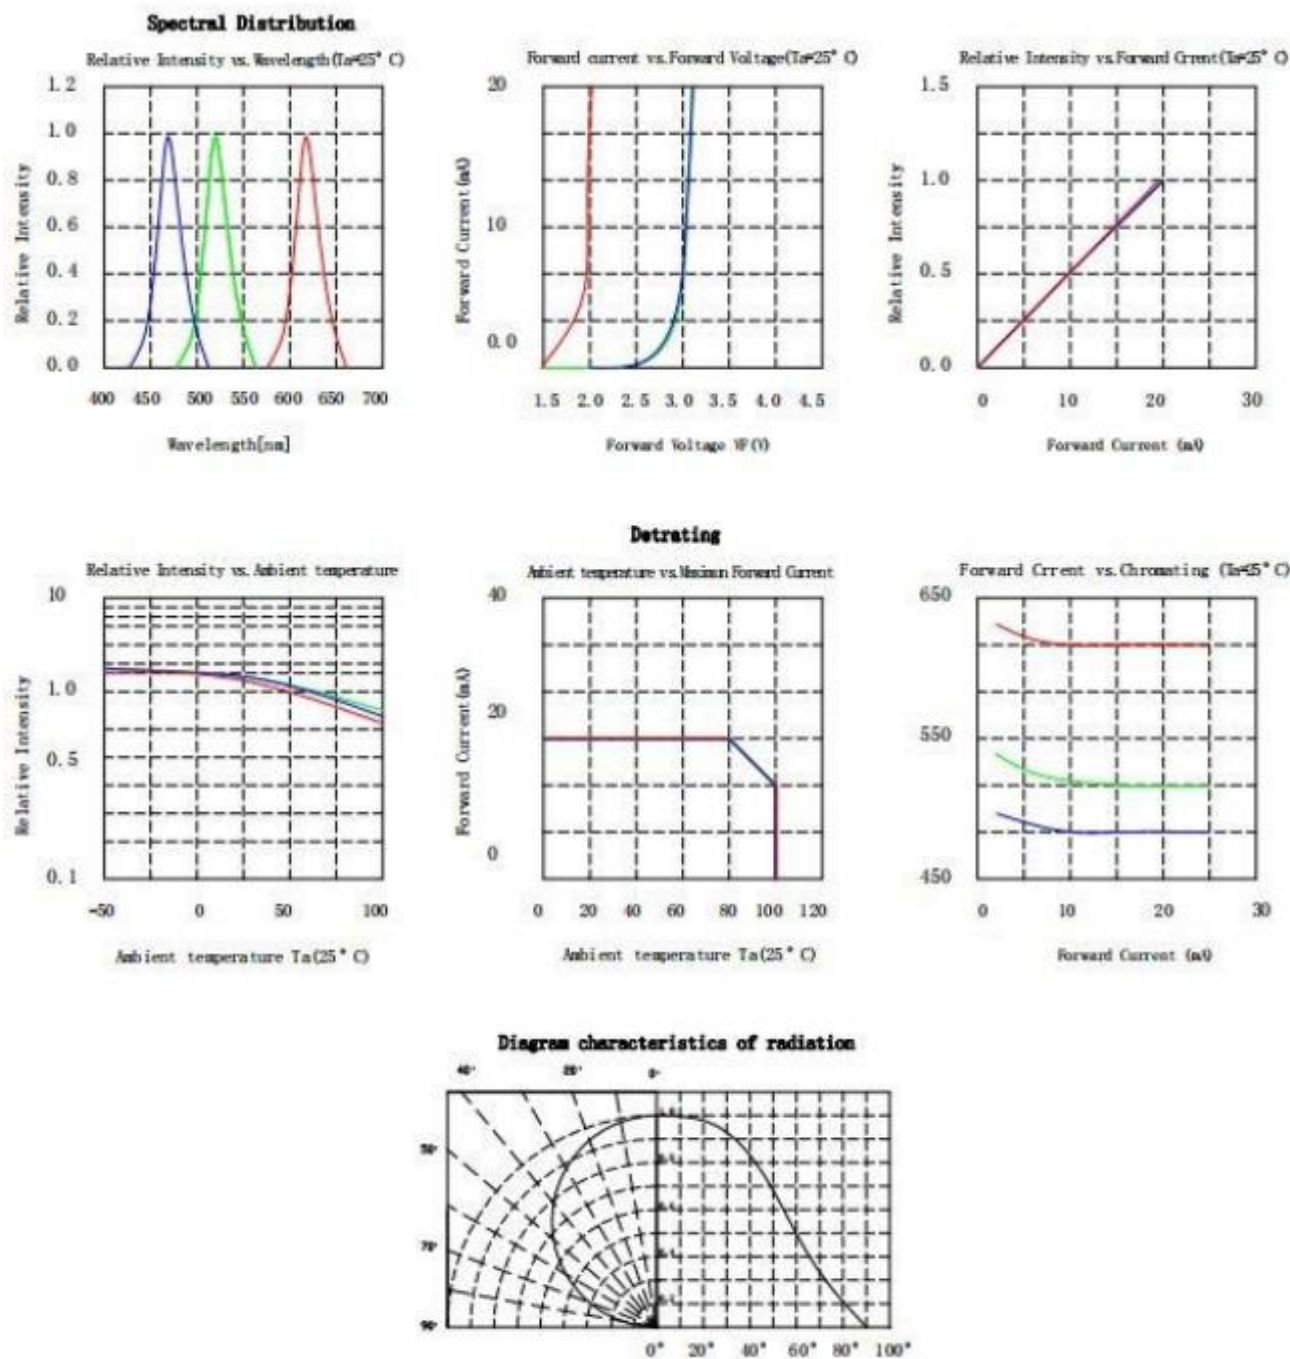 Spectral Distribution
Relative Intensity vs.Wavelength(Ta=25°C)
1.2
1.0
0.8
0.6
0.4
0.2
0.0
Relative Intensity
400 450 500 550 600 650 700
Wavelength[nm]
Forward current vs.Forward Voltage(Ta=25°C)
20
10
0.0
Forward Current(mA)
1.5 2.0 2.5 3.0 3.5 4.0 4.5
Forward Voltage VF(V)
Relative Intensity vs.Forward Crrent(Ta=25°C)
1.5
1.0
0.5
0.0
Relative Intensity
0 10 20 30
Forward Current (mA)
Relative Intensity vs.Ambient temperature
10
1.0
0.5
0.1
Relative Intensity
-50 0 50 100
Ambient temperature Ta(25°C)
Detrating
Ambient temperature vs.Maximun Forward Current
40
20
0
Forward Current(mA)
0 20 40 60 80 100 120
Ambient temperature Ta(25°C)
Forward Crrent vs.Chromating (Ta=25°C)
650
550
450
0 10 20 30
Forward Current (mA)
Diagram characteristics of radiation
40° 20° 0°
70°
90°
0° 20° 40° 60° 80° 100°